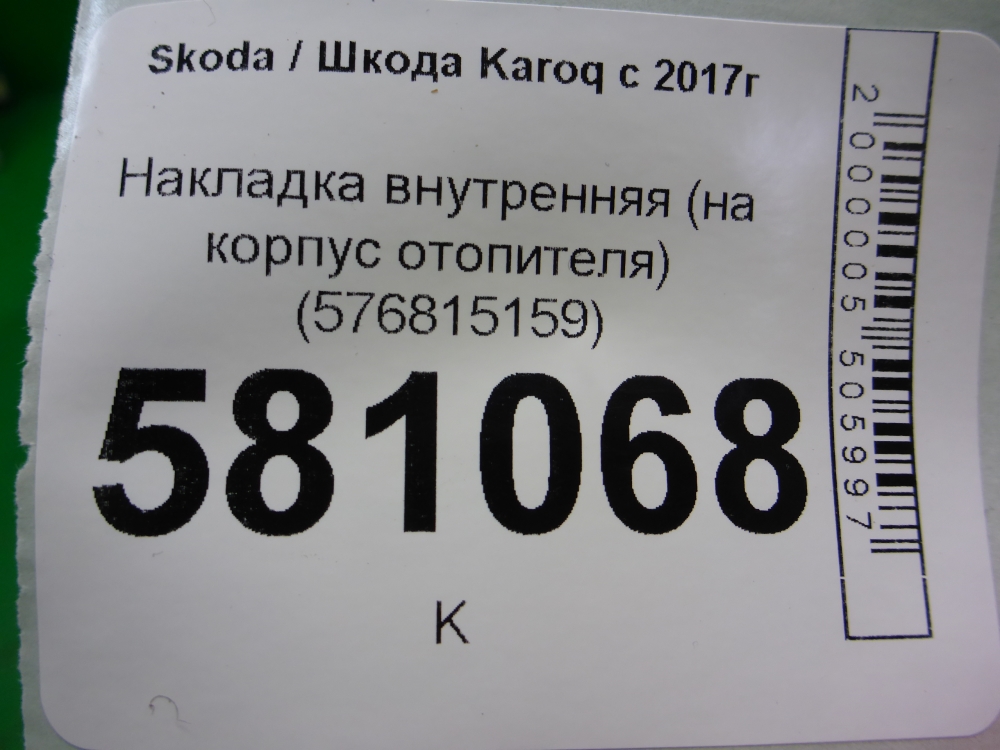 Skoda / Шкода Karoq с 2017г
Накладка внутренняя (на
корпус отопителя)
(576815159)
581068
К
2000005505997